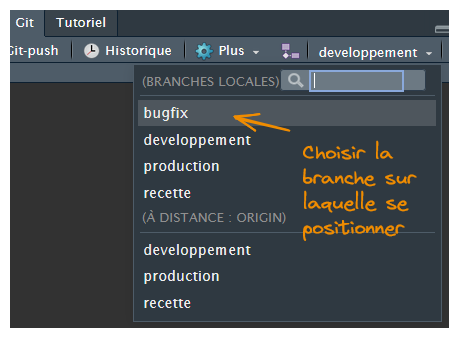 Git Tutoriel
Git-push Historique Plus developpement
(BRANCHES LOCALES)
bugfix
developpement
production
recette
(À DISTANCE : ORIGIN)
developpement
production
recette
Choisir la
branche sur
laquelle se
positionner